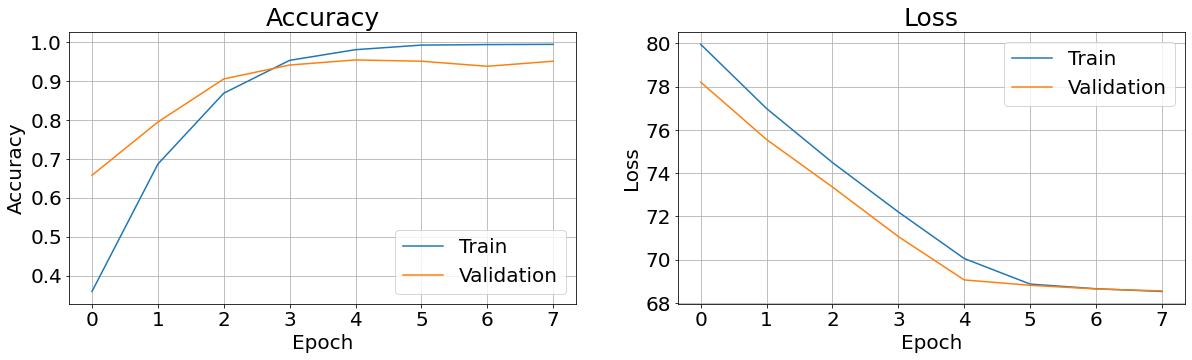 Accuracy
1.0
0.9
0.8
0.7
0.6
0.5
0.4
Accuracy
Train
Validation
0 1 2 3 4 5 6 7
Epoch
Loss
80
78
76
74
72
70
68
Loss
Train
Validation
0 1 2 3 4 5 6 7
Epoch